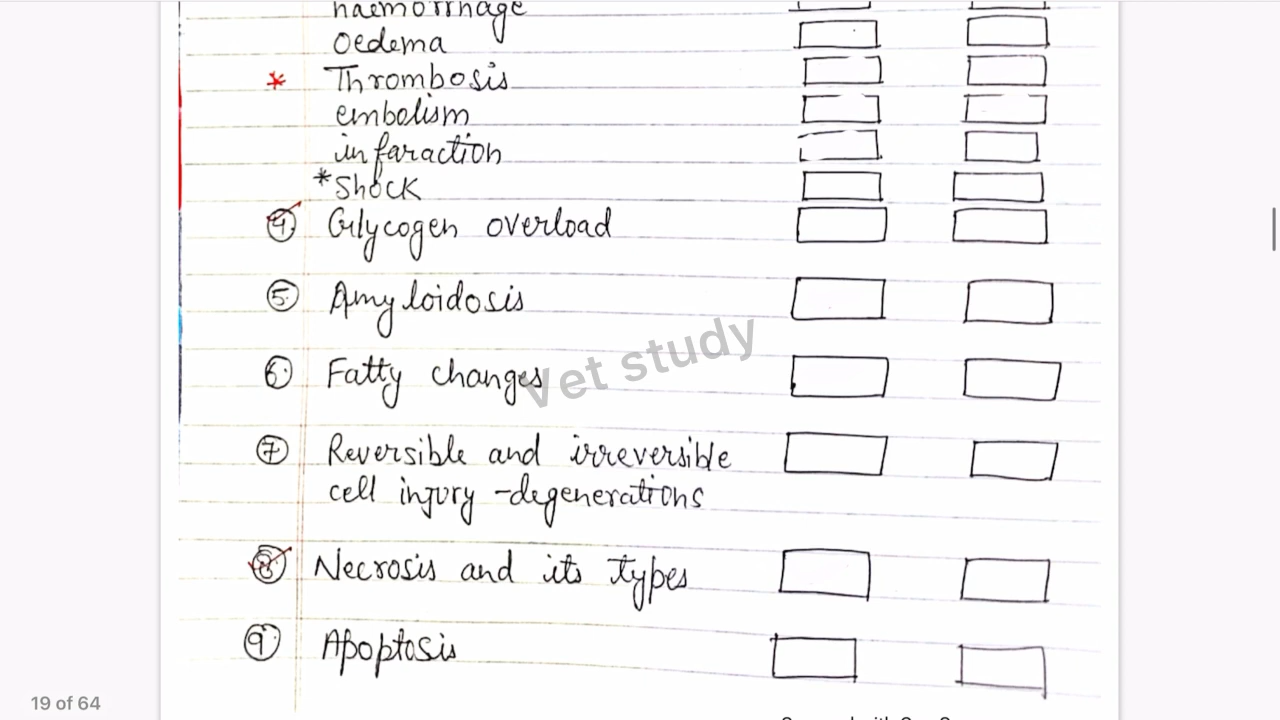 haemorrhage
oedema
* Thrombosis
embolism
infaraction
* Shock
4. Glycogen overload
5. Amyloidosis
6. Fatty changes
Vet study
7. Reversible and irreversible
cell injury - degenerations
8. Necrosis and its types
9. Apoptosis
19 of 64